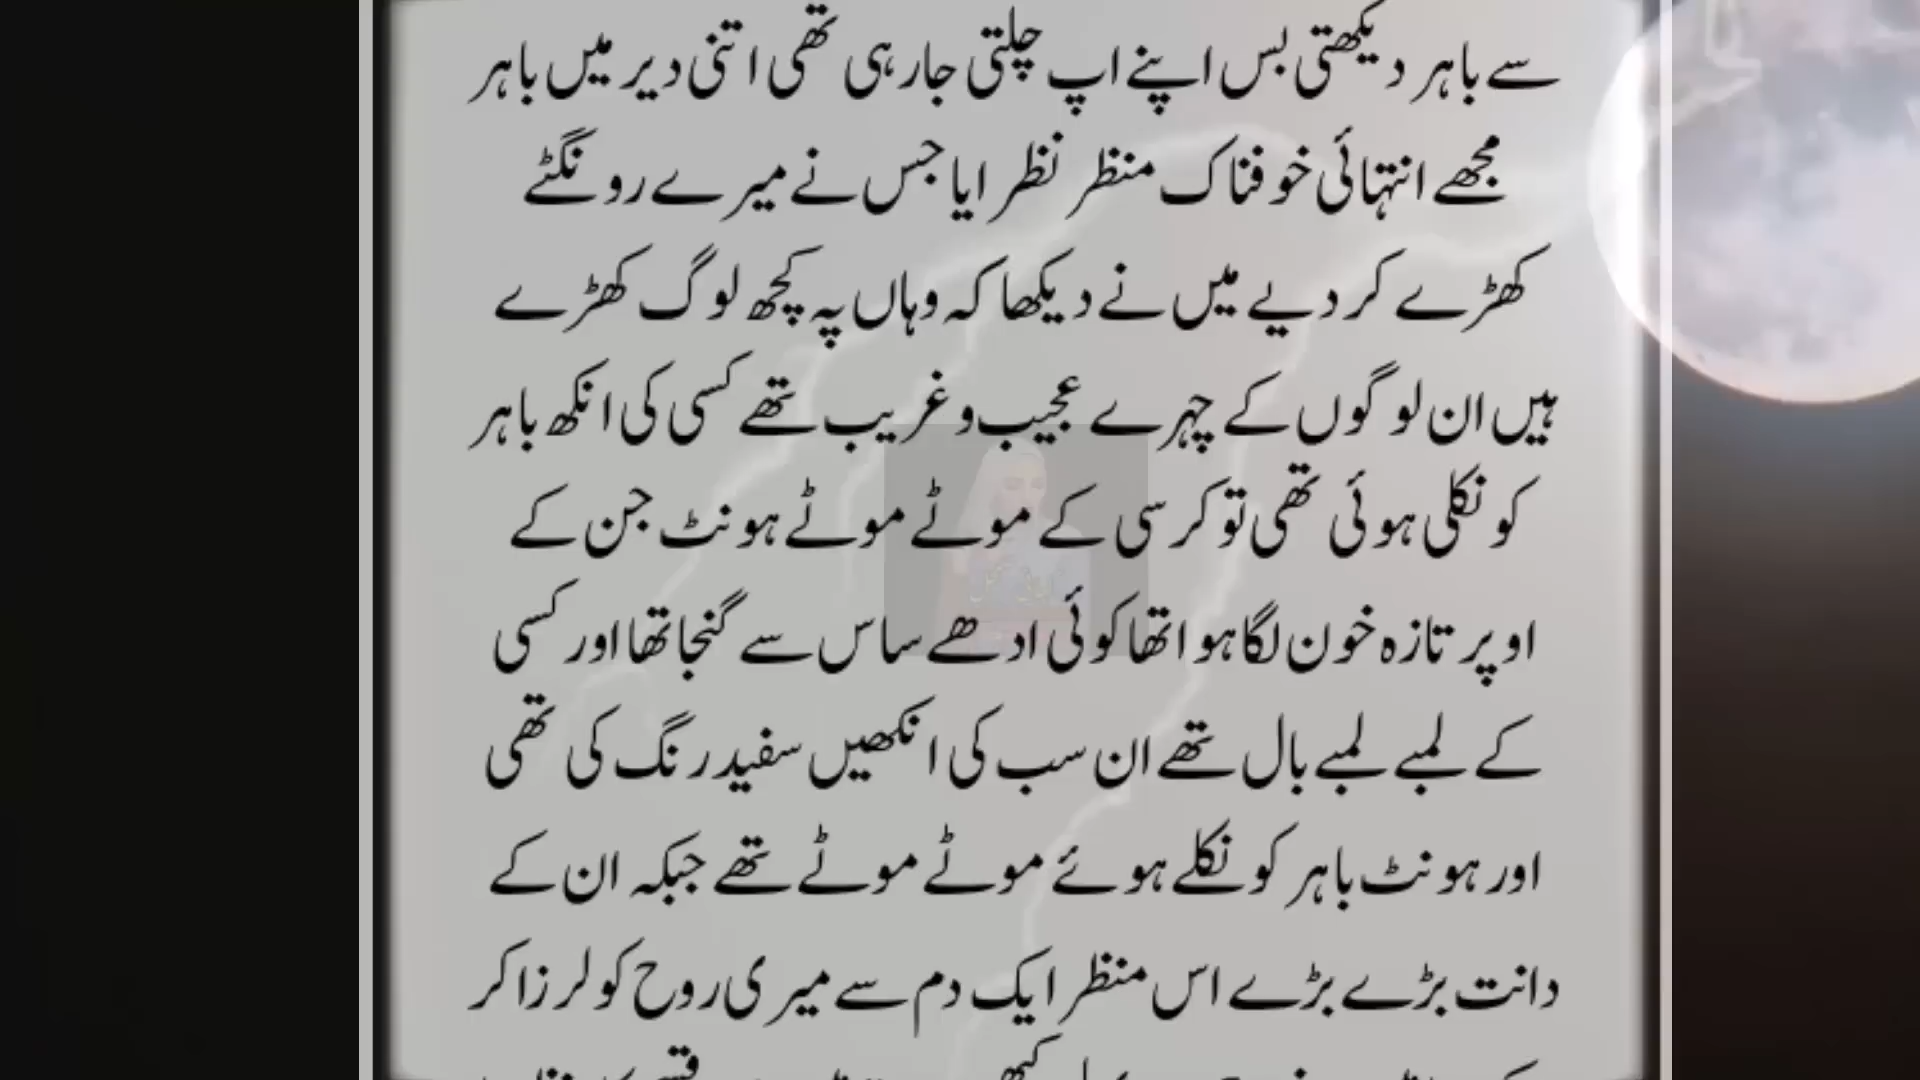 سے باہر دیکھتی بس اپنے اپ چلتی جا رہی تھی اتنی دیر میں باہر
مجھے انتہائی خوفناک منظر نظر ایا جس نے میرے رونگٹے
کھڑے کر دیے میں نے دیکھا کہ وہاں پہ کچھ لوگ کھڑے
ہیں ان لوگوں کے چہرے عجیب و غریب تھے کسی کی انکھ باہر
کو نکلی ہوئی تھی تو کر سی کے موٹے موٹے ہونٹ جن کے
اوپر تازہ خون لگا ہوا تھا کوئی ادھے ساس سے گنجا تھا اور کسی
کے لمبے لمبے بال تھے ان سب کی انکھیں سفید رنگ کی تھی
اور ہونٹ باہر کو نکلے ہوئے موٹے موٹے تھے جبکہ ان کے
دانت بڑے بڑے اس منظر ایک دم سے میری روح کو لرزا کر